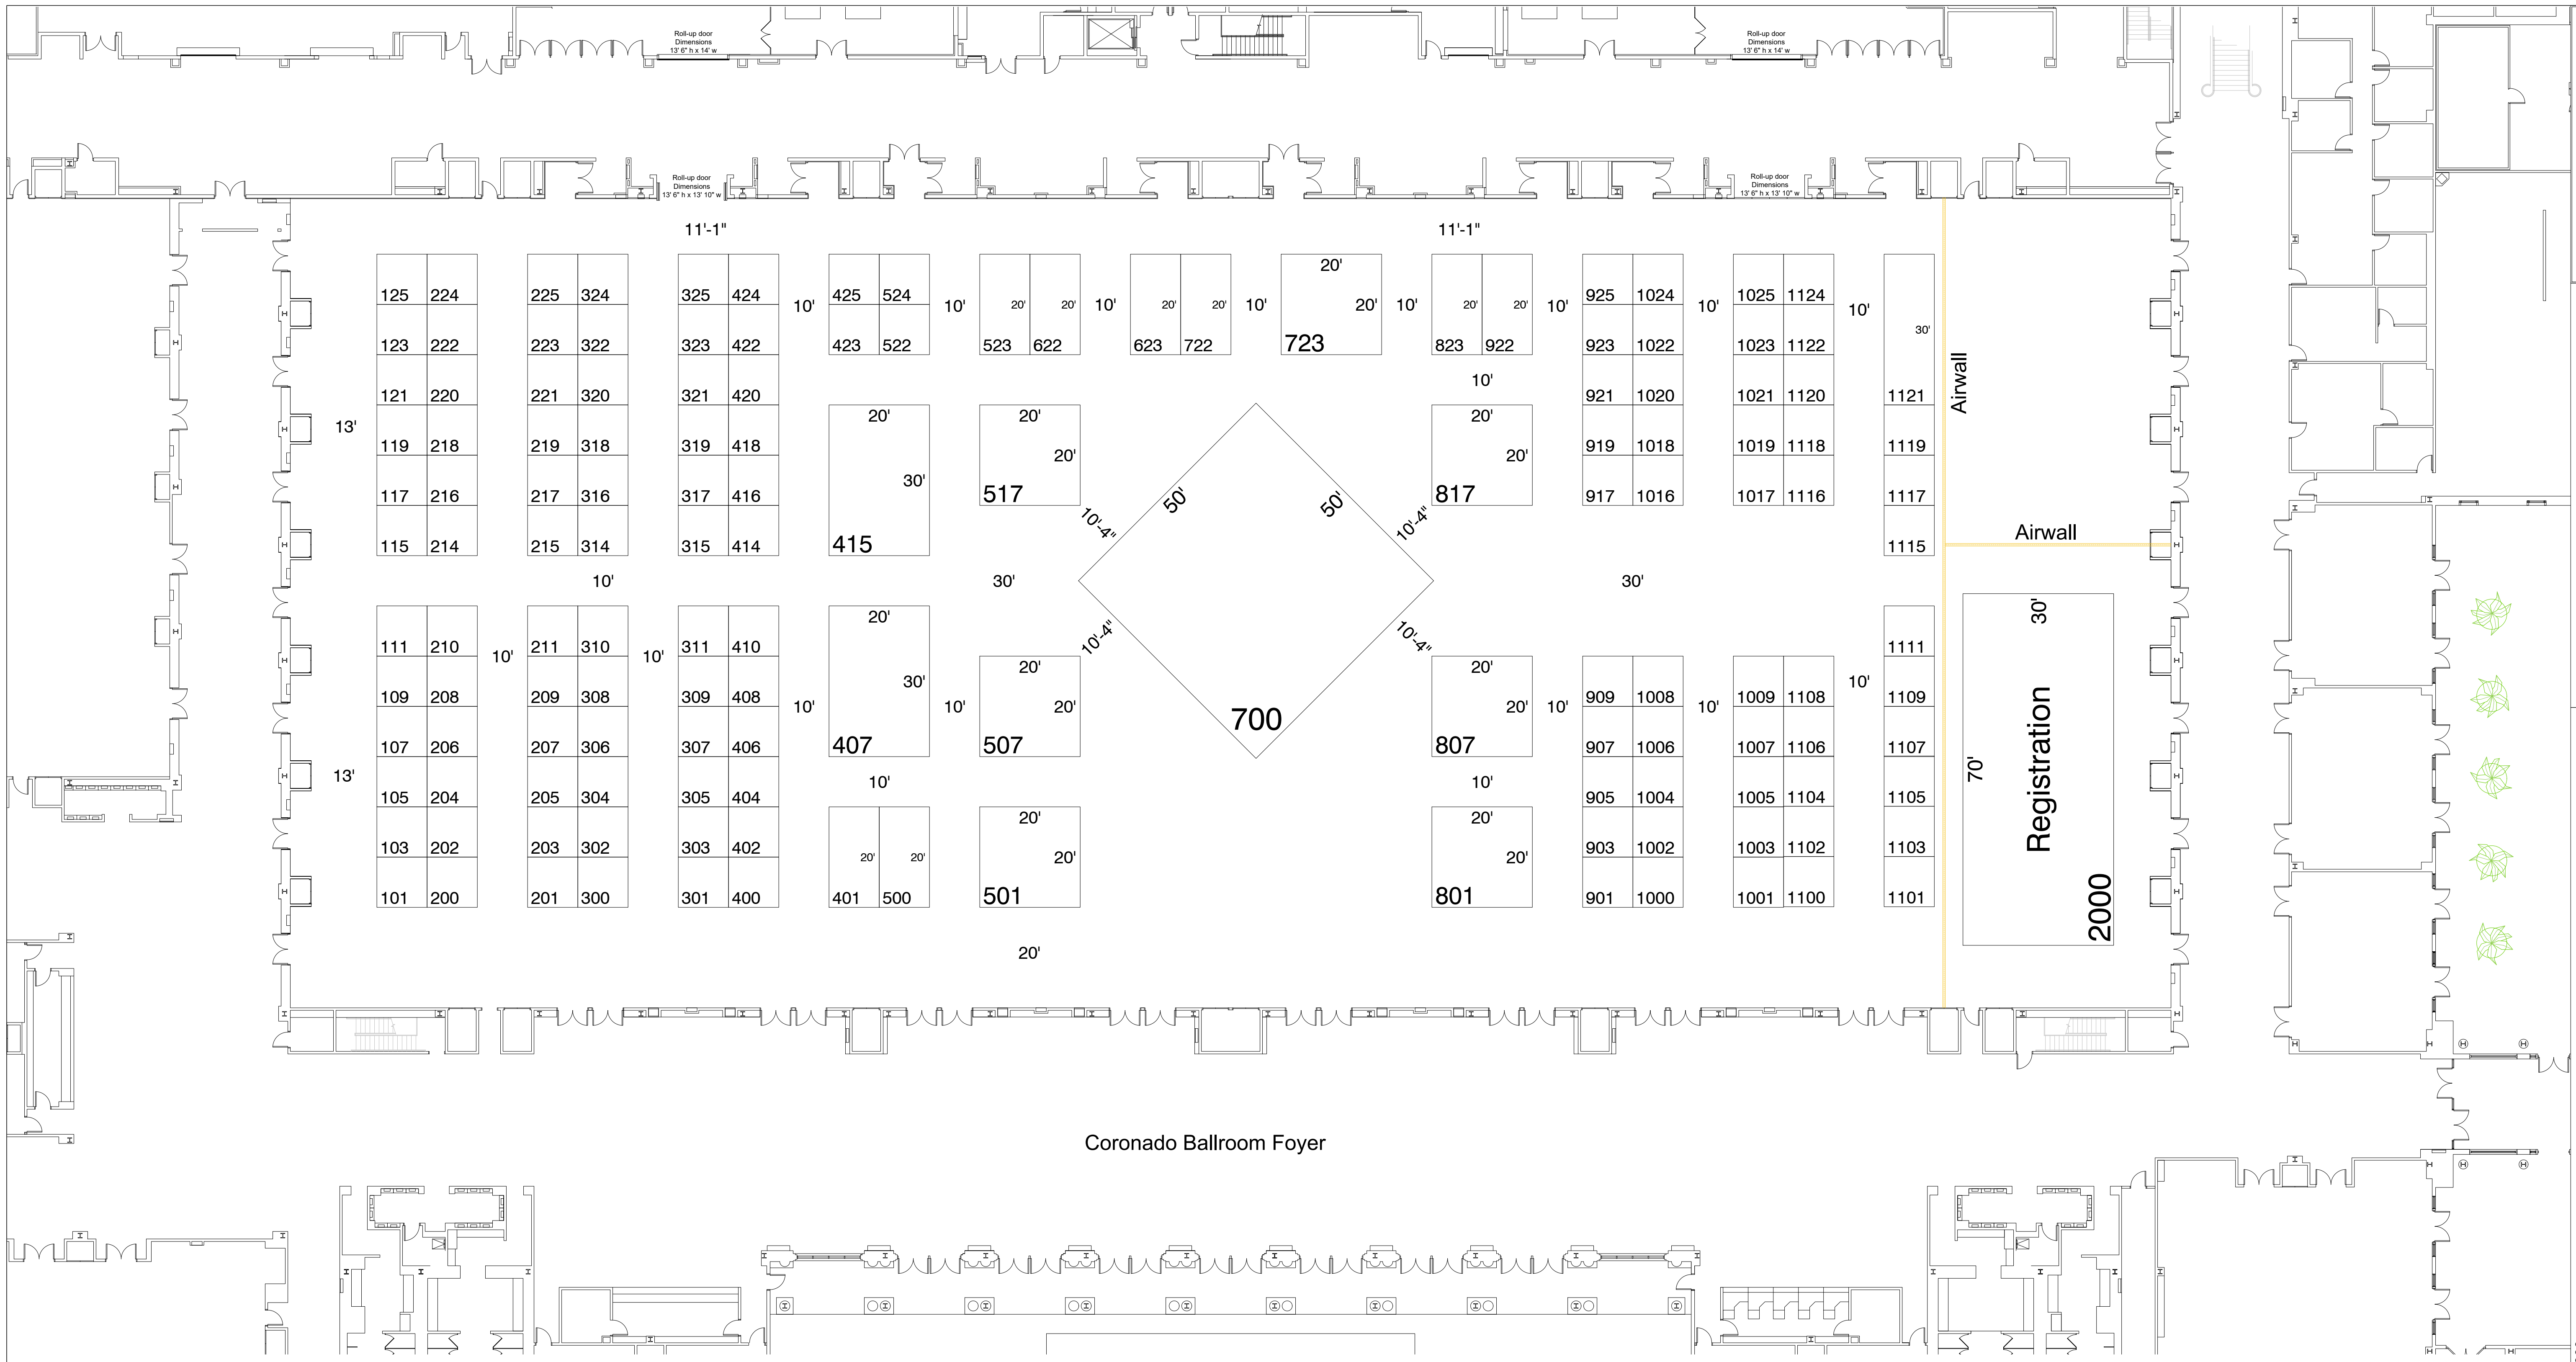 Roll-up door
Dimensions
13' 6" h x 14' w
Roll-up door
Dimensions
13' 6" h x 14' w
Roll-up door
Dimensions
13' 6" h x 13' 10" w
Roll-up door
Dimensions
13' 6" h x 13' 10" w
11'-1"
11'-1"
20'
125 224 225 324 325 424 10' 425 524 10' 20' 20' 10' 20' 20' 10' 20' 10' 20' 20' 10' 925 1024 10' 1025 1124 10'
30'
123 222 223 322 323 422 423 522 523 622 623 722 723 823 922 923 1022 1023 1122
10'
Airwall
121 220 221 320 321 420 921 1020 1021 1120 1121
20' 20' 20'
13'
119 218 219 318 319 418 20' 20' 919 1018 1019 1118 1119
30'
117 216 217 316 317 416 517 50' 50' 817 917 1016 1017 1116 1117
10'-4" 10'-4"
Airwall
115 214 215 314 315 414 415 1115
10' 30' 30'
20' 30'
10'-4" 10'-4"
111 210 10' 211 310 10' 311 410 1111
20' 20'
30' 10'
109 208 209 308 309 408 10' 10' 20' 20' 10' 909 1008 10' 1009 1108 1109
700
107 206 207 306 307 406 407 507 807 907 1006 1007 1106 1107
13' 10' 10' 70' Registration
105 204 205 304 305 404 905 1004 1005 1104 1105
20' 20'
103 202 203 302 303 402 20' 20' 20' 20' 903 1002 1003 1102 1103
101 200 201 300 301 400 401 500 501 801 901 1000 1001 1100 1101 2000
20'
Coronado Ballroom Foyer